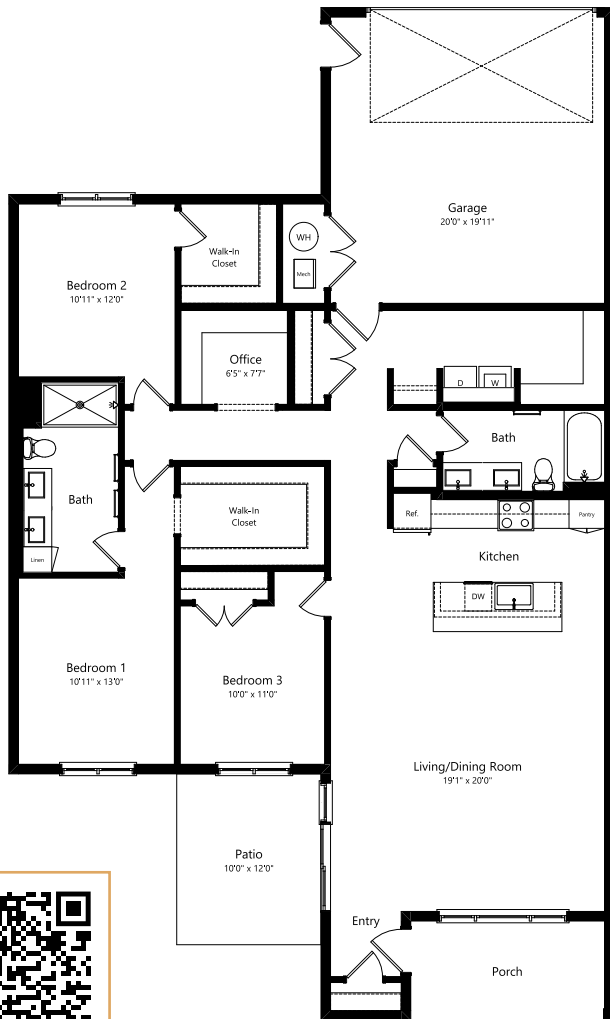 Garage
20'0" x 19'11"
WH
Mech.
Walk-In
Closet
Bedroom 2
10'11" x 12'0"
Office
6'5" x 7'7"
D
W
Bath
Bath
Linen
Walk-In
Closet
Ref.
Pantry
Kitchen
DW
Bedroom 1
10'11" x 13'0"
Bedroom 3
10'0" x 11'0"
Living/Dining Room
19'1" x 20'0"
Patio
10'0" x 12'0"
Entry
Porch